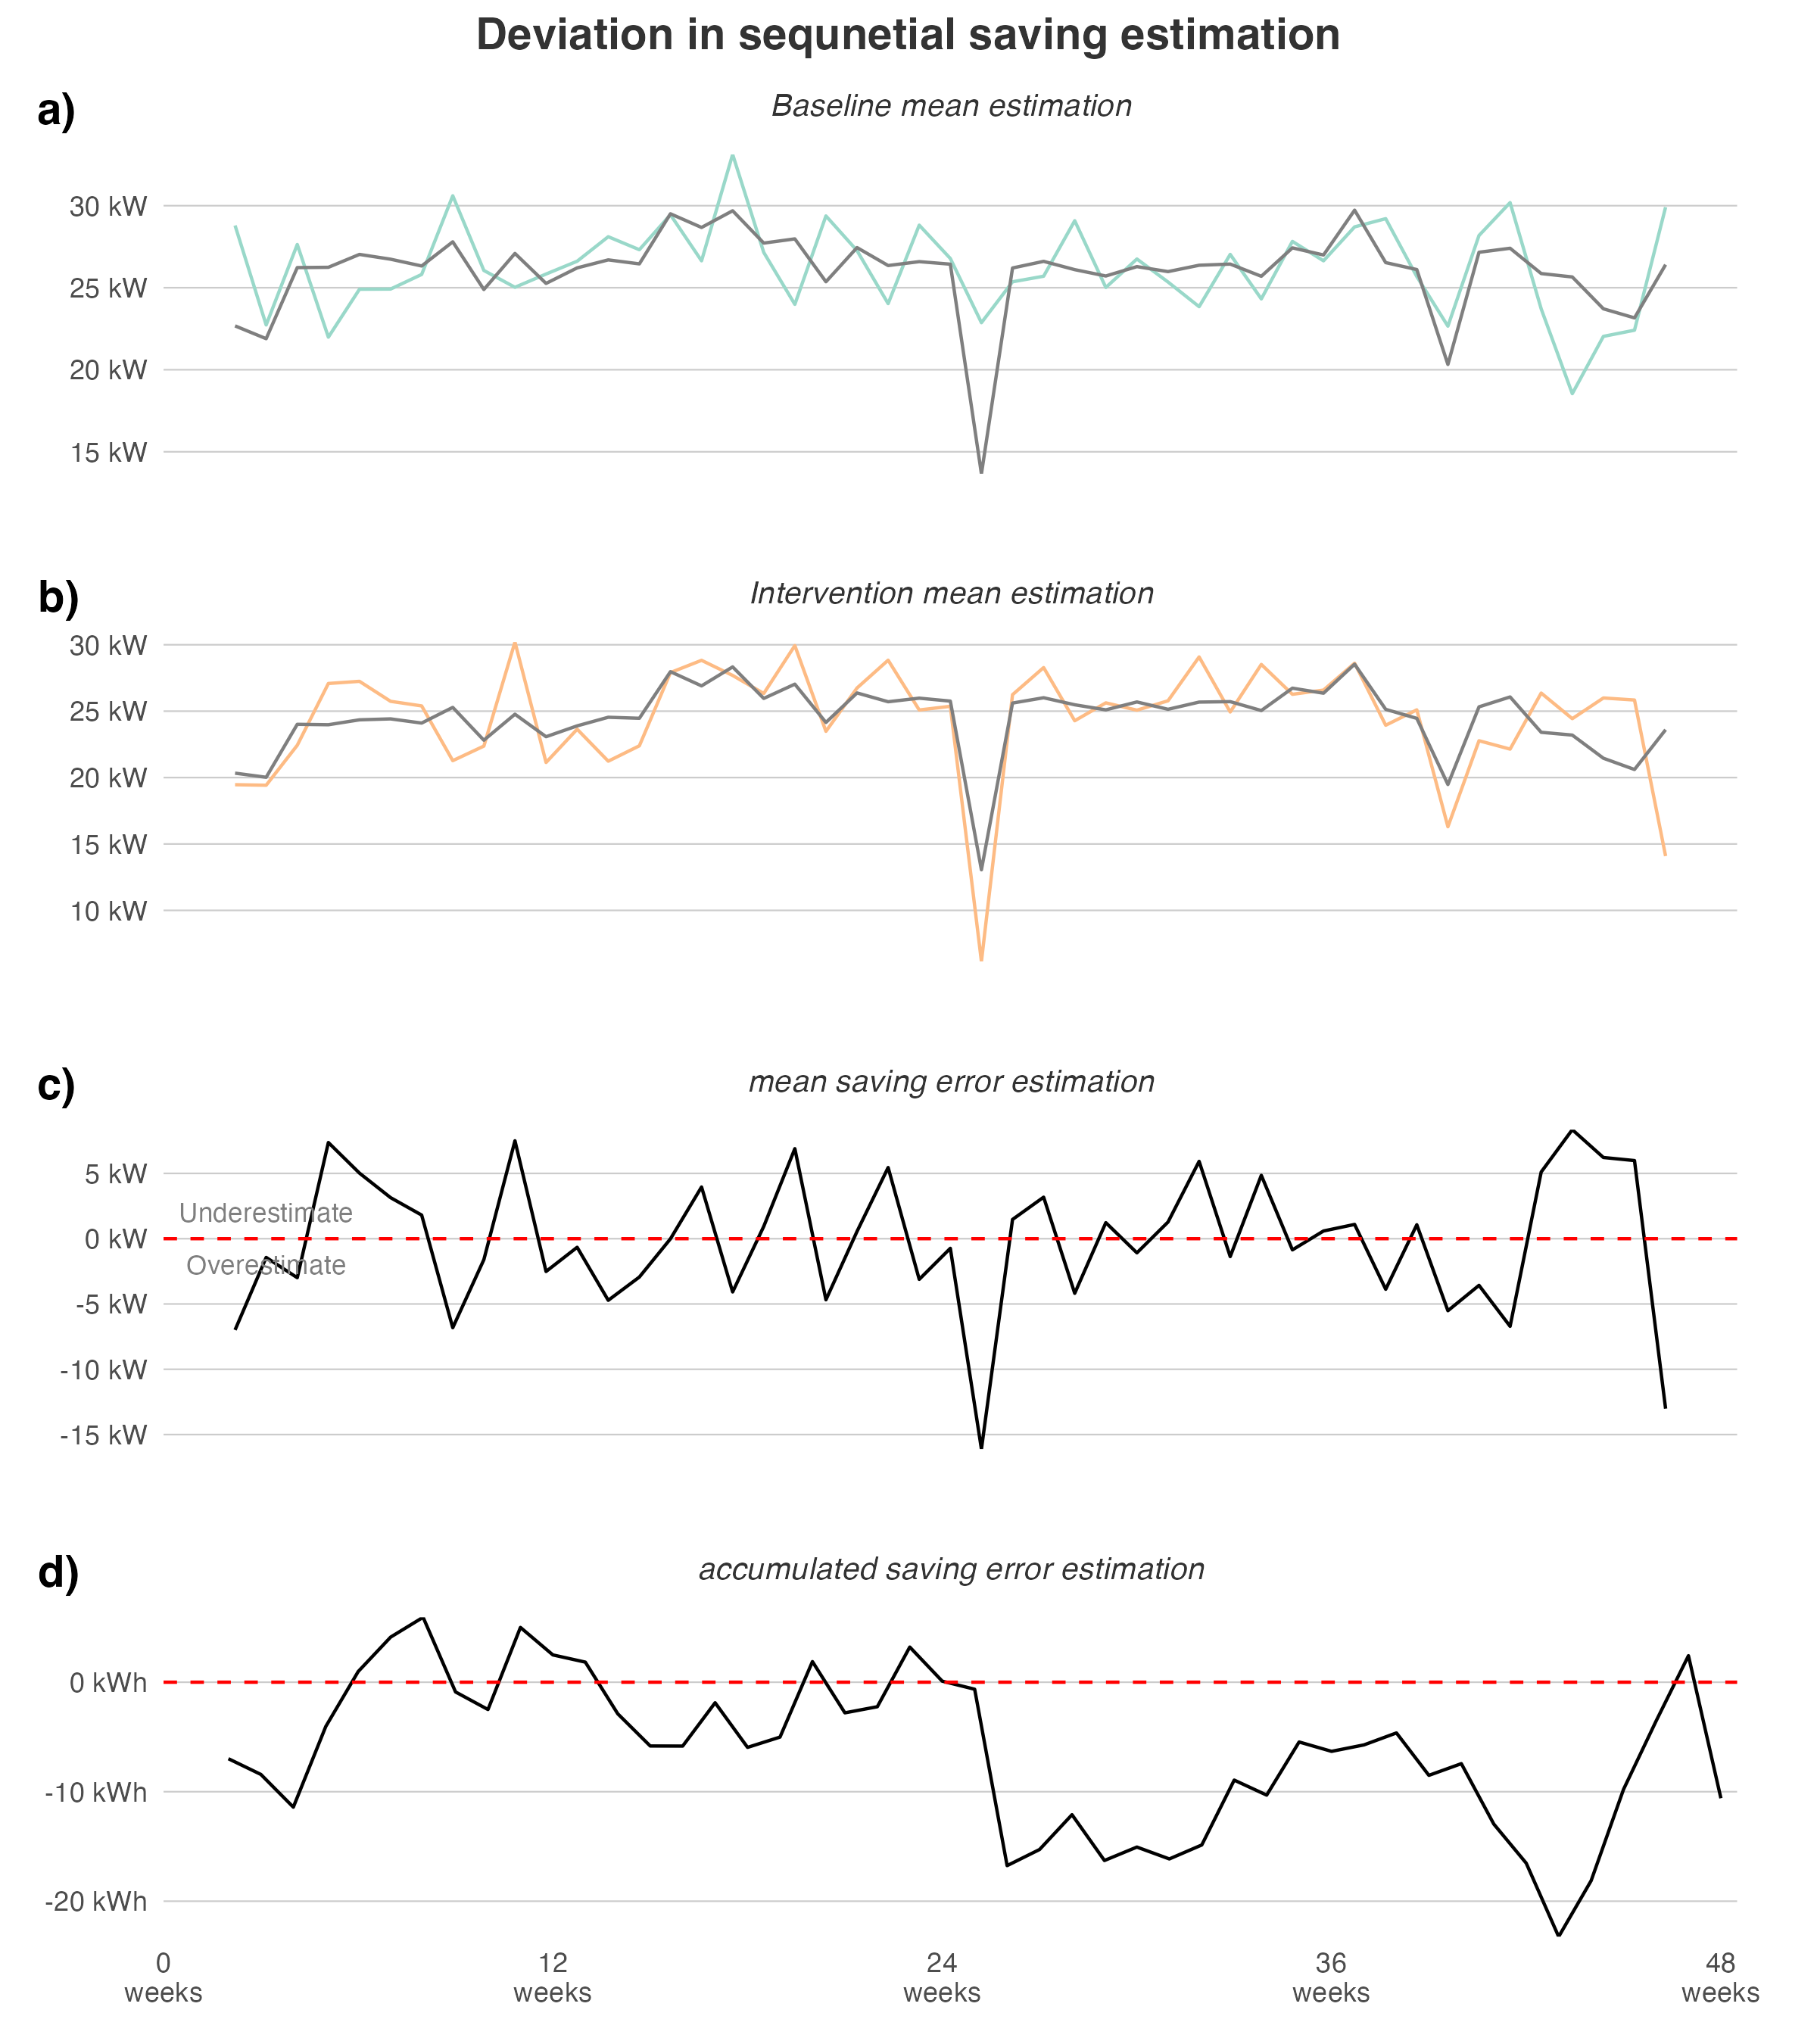 Deviation in sequnetial saving estimation
a)
Baseline mean estimation
30 kW
25 kW
20 kW
15 kW
b)
Intervention mean estimation
30 kW
25 kW
20 kW
15 kW
10 kW
c)
mean saving error estimation
5 kW
Underestimate
0 kW
Overestimate
-5 kW
-10 kW
-15 kW
d)
accumulated saving error estimation
0 kWh
-10 kWh
-20 kWh
0 12 24 36 48
weeks weeks weeks weeks weeks